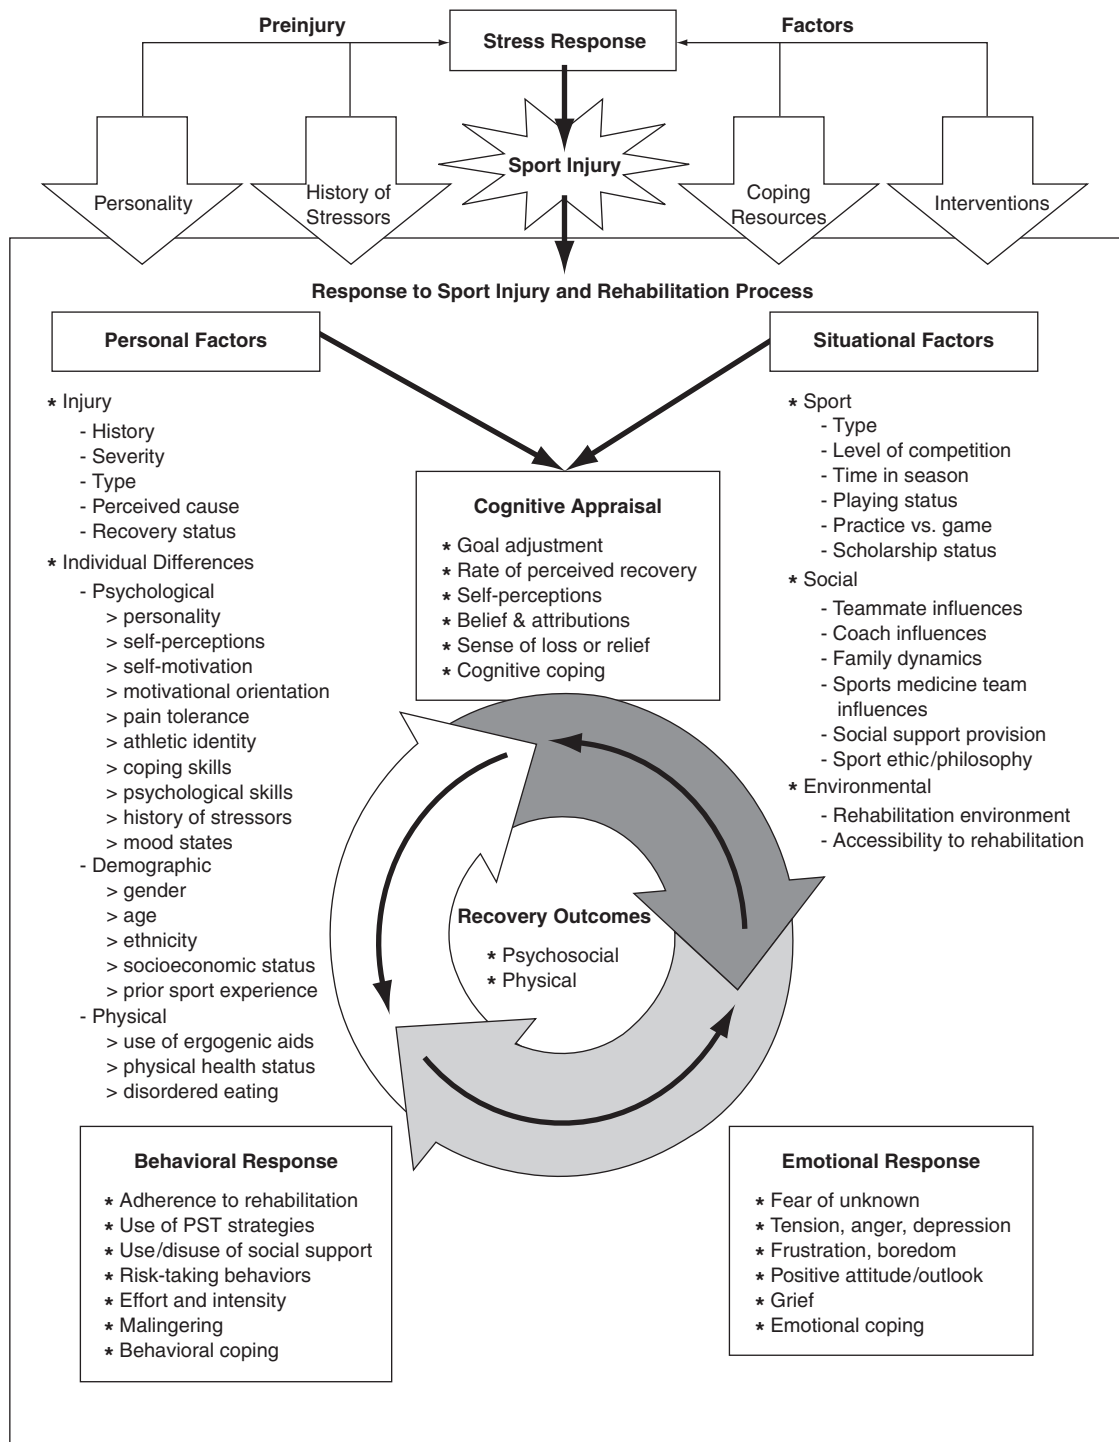 Preinjury
Stress Response
Factors
Sport Injury
Personality
History of
Stressors
Coping
Resources
Interventions
Response to Sport Injury and Rehabilitation Process
Personal Factors
* Injury
- History
- Severity
- Type
- Perceived cause
- Recovery status
* Individual Differences
- Psychological
> personality
> self-perceptions
> self-motivation
> motivational orientation
> pain tolerance
> athletic identity
> coping skills
> psychological skills
> history of stressors
> mood states
- Demographic
> gender
> age
> ethnicity
> socioeconomic status
> prior sport experience
- Physical
> use of ergogenic aids
> physical health status
> disordered eating
Situational Factors
* Sport
- Type
- Level of competition
- Time in season
- Playing status
- Practice vs. game
- Scholarship status
* Social
- Teammate influences
- Coach influences
- Family dynamics
- Sports medicine team
influences
- Social support provision
- Sport ethic/philosophy
* Environmental
- Rehabilitation environment
- Accessibility to rehabilitation
Cognitive Appraisal
* Goal adjustment
* Rate of perceived recovery
* Self-perceptions
* Belief & attributions
* Sense of loss or relief
* Cognitive coping
Recovery Outcomes
* Psychosocial
* Physical
Behavioral Response
* Adherence to rehabilitation
* Use of PST strategies
* Use/disuse of social support
* Risk-taking behaviors
* Effort and intensity
* Malingering
* Behavioral coping
Emotional Response
* Fear of unknown
* Tension, anger, depression
* Frustration, boredom
* Positive attitude/outlook
* Grief
* Emotional coping